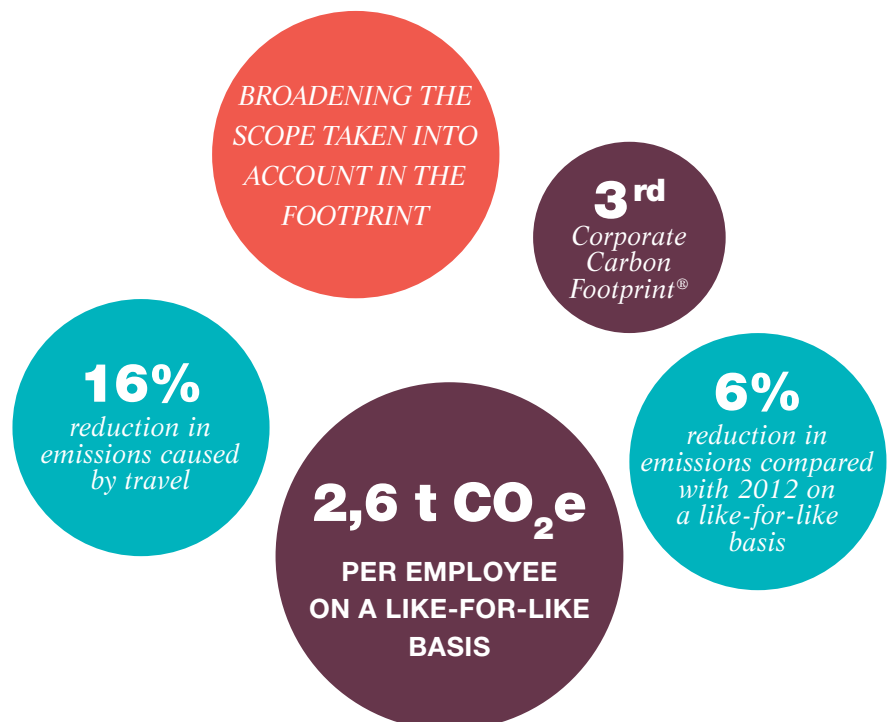 BROADENING THE
SCOPE TAKEN INTO
ACCOUNT IN THE
FOOTPRINT
3rd
Corporate
Carbon
Footprint®
16%
reduction in
emissions caused
by travel
2,6 t CO₂e
PER EMPLOYEE
ON A LIKE-FOR-LIKE
BASIS
6%
reduction in
emissions compared
with 2012 on
a like-for-like
basis